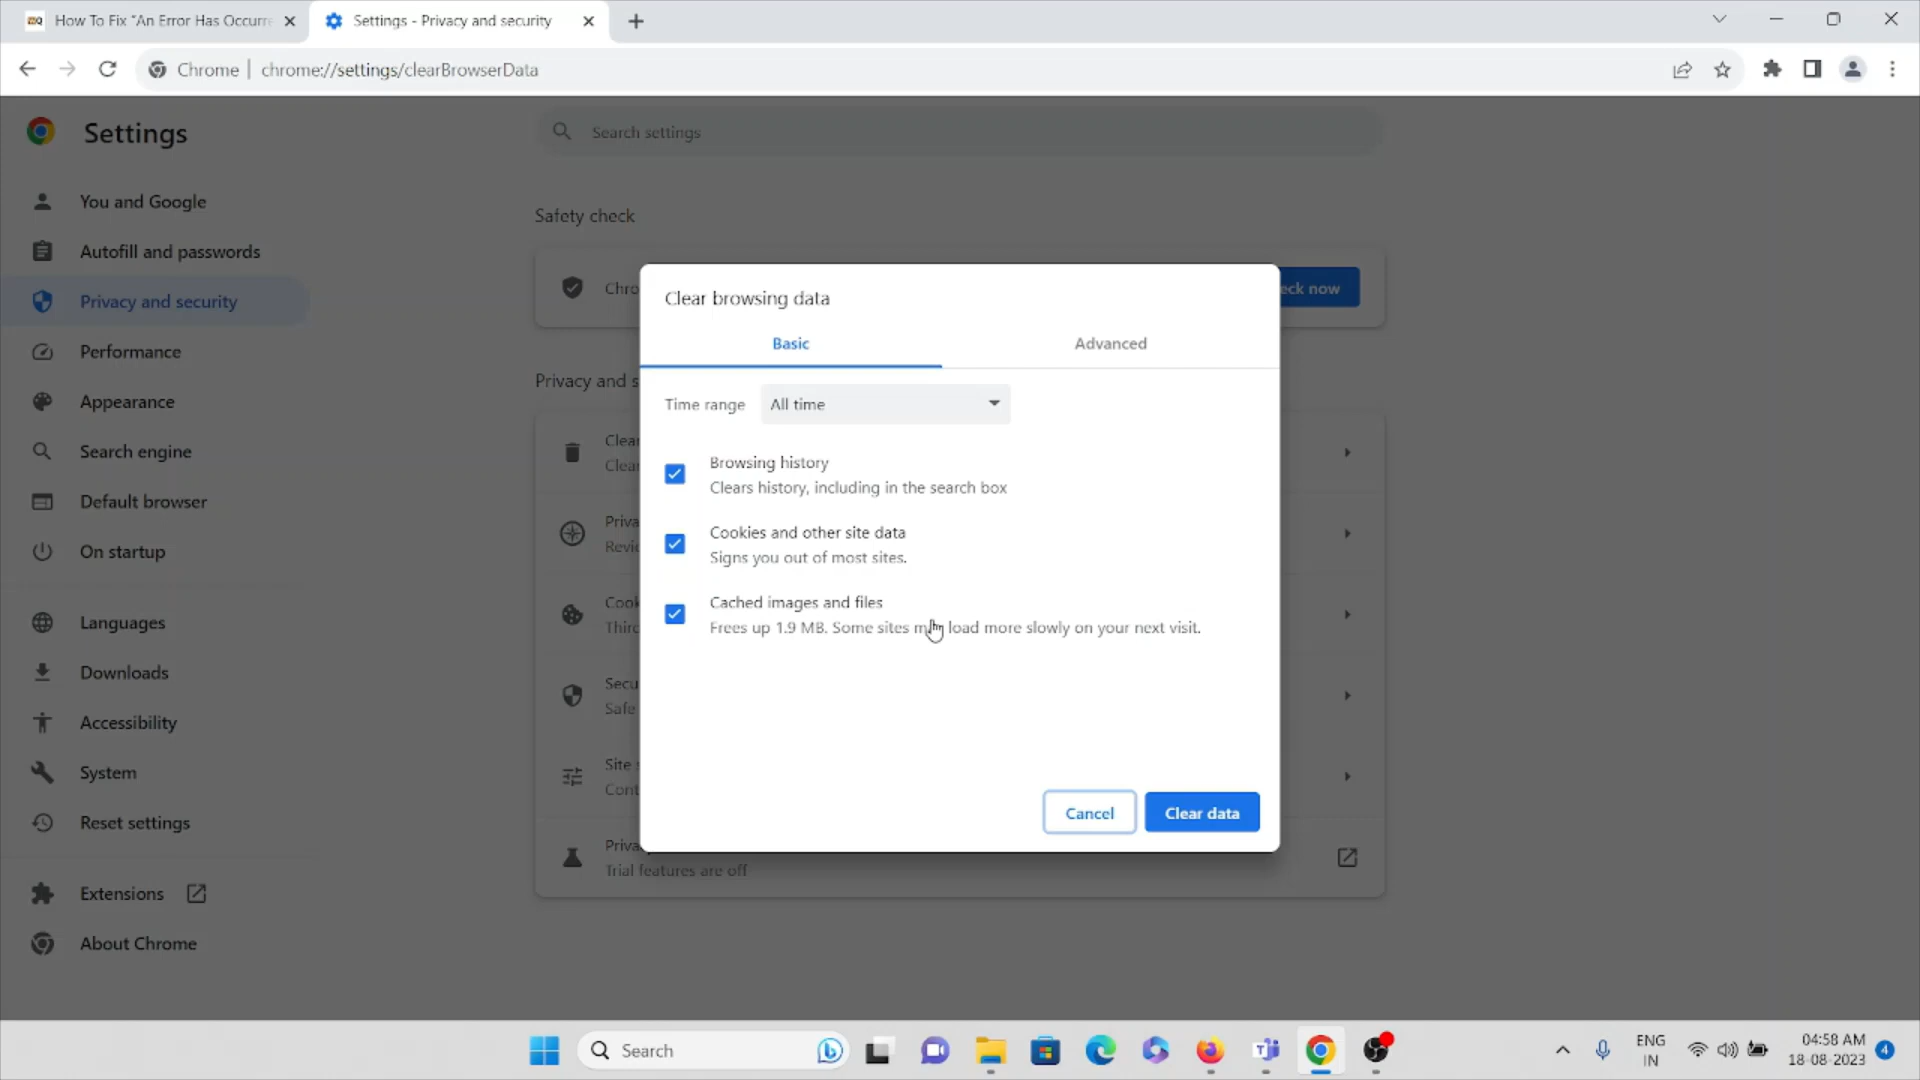 How To Fix "An Error Has Occurre
Settings - Privacy and security
Chrome
chrome://settings/clearBrowserData
Settings
Search settings
You and Google
Autofill and passwords
Privacy and security
Performance
Appearance
Search engine
Default browser
On startup
Languages
Downloads
Accessibility
System
Reset settings
Extensions
About Chrome
Safety check
Chro
eck now
Privacy and s
Clear
Clear
Priva
Revie
Cook
Third
Secu
Safe
Site s
Cont
Priva
Trial features are off
Clear browsing data
Basic
Advanced
Time range
All time
Browsing history
Clears history, including in the search box
Cookies and other site data
Signs you out of most sites.
Cached images and files
Frees up 1.9 MB. Some sites may load more slowly on your next visit.
Cancel
Clear data
Search
ENG
IN
04:58 AM
18-08-2023
4